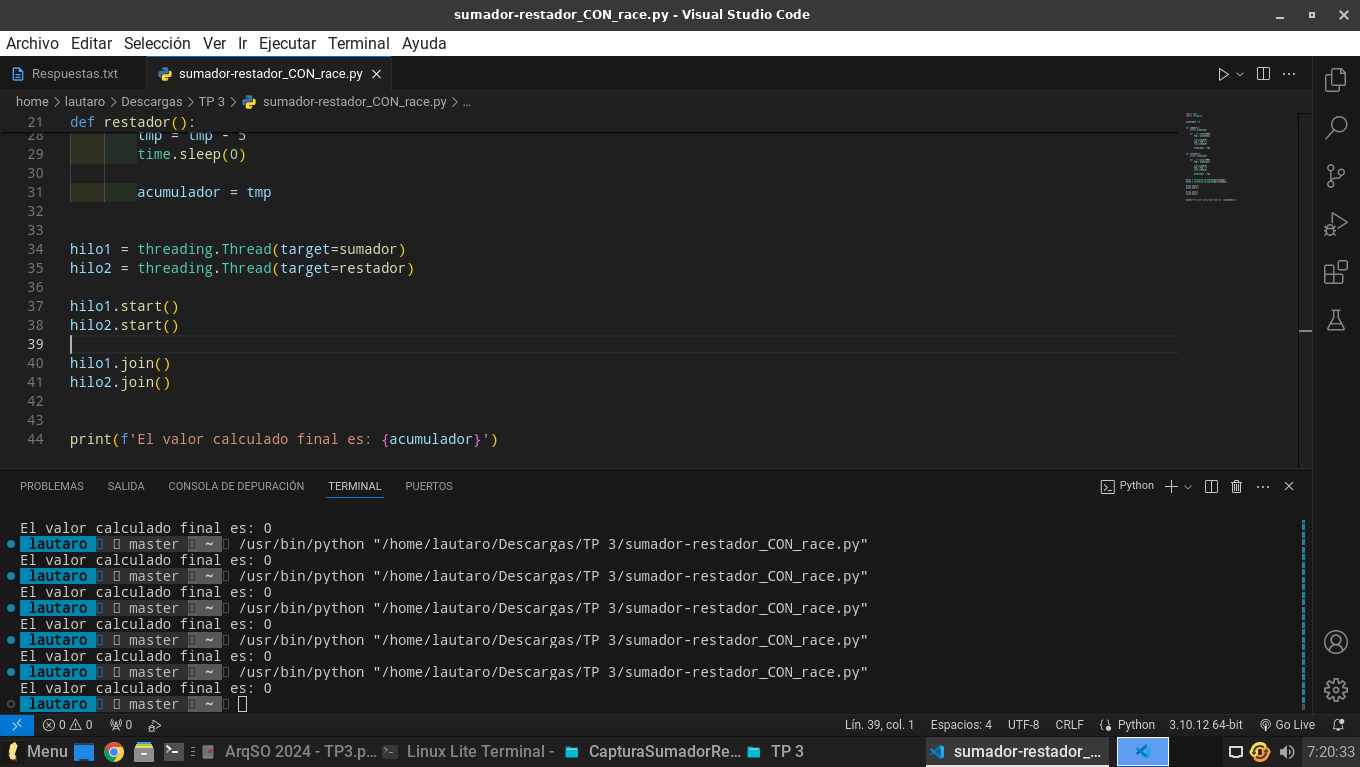 sumador-restador_CON_race.py - Visual Studio Code
Archivo Editar Selección Ver Ir Ejecutar Terminal Ayuda
Respuestas.txt sumador-restador_CON_race.py
home > lautaro > Descargas > TP 3 > sumador-restador_CON_race.py > ...
21 def restador():
28 tmp = tmp - 5
29 time.sleep(0)
30
31 acumulador = tmp
32
33
34 hilo1 = threading.Thread(target=sumador)
35 hilo2 = threading.Thread(target=restador)
36
37 hilo1.start()
38 hilo2.start()
39
40 hilo1.join()
41 hilo2.join()
42
43
44 print(f'El valor calculado final es: {acumulador}')
PROBLEMAS SALIDA CONSOLA DE DEPURACIÓN TERMINAL PUERTOS Python
El valor calculado final es: 0
lautaro master ~ /usr/bin/python "/home/lautaro/Descargas/TP 3/sumador-restador_CON_race.py"
El valor calculado final es: 0
lautaro master ~ /usr/bin/python "/home/lautaro/Descargas/TP 3/sumador-restador_CON_race.py"
El valor calculado final es: 0
lautaro master ~ /usr/bin/python "/home/lautaro/Descargas/TP 3/sumador-restador_CON_race.py"
El valor calculado final es: 0
lautaro master ~ /usr/bin/python "/home/lautaro/Descargas/TP 3/sumador-restador_CON_race.py"
El valor calculado final es: 0
lautaro master ~ /usr/bin/python "/home/lautaro/Descargas/TP 3/sumador-restador_CON_race.py"
El valor calculado final es: 0
lautaro master ~
0 0 0 Lín. 39, col. 1 Espacios: 4 UTF-8 CRLF Python 3.10.12 64-bit Go Live
Menu ArqSO 2024 - TP3.p... Linux Lite Terminal - CapturaSumadorRe... TP 3 sumador-restador_... 7:20:33